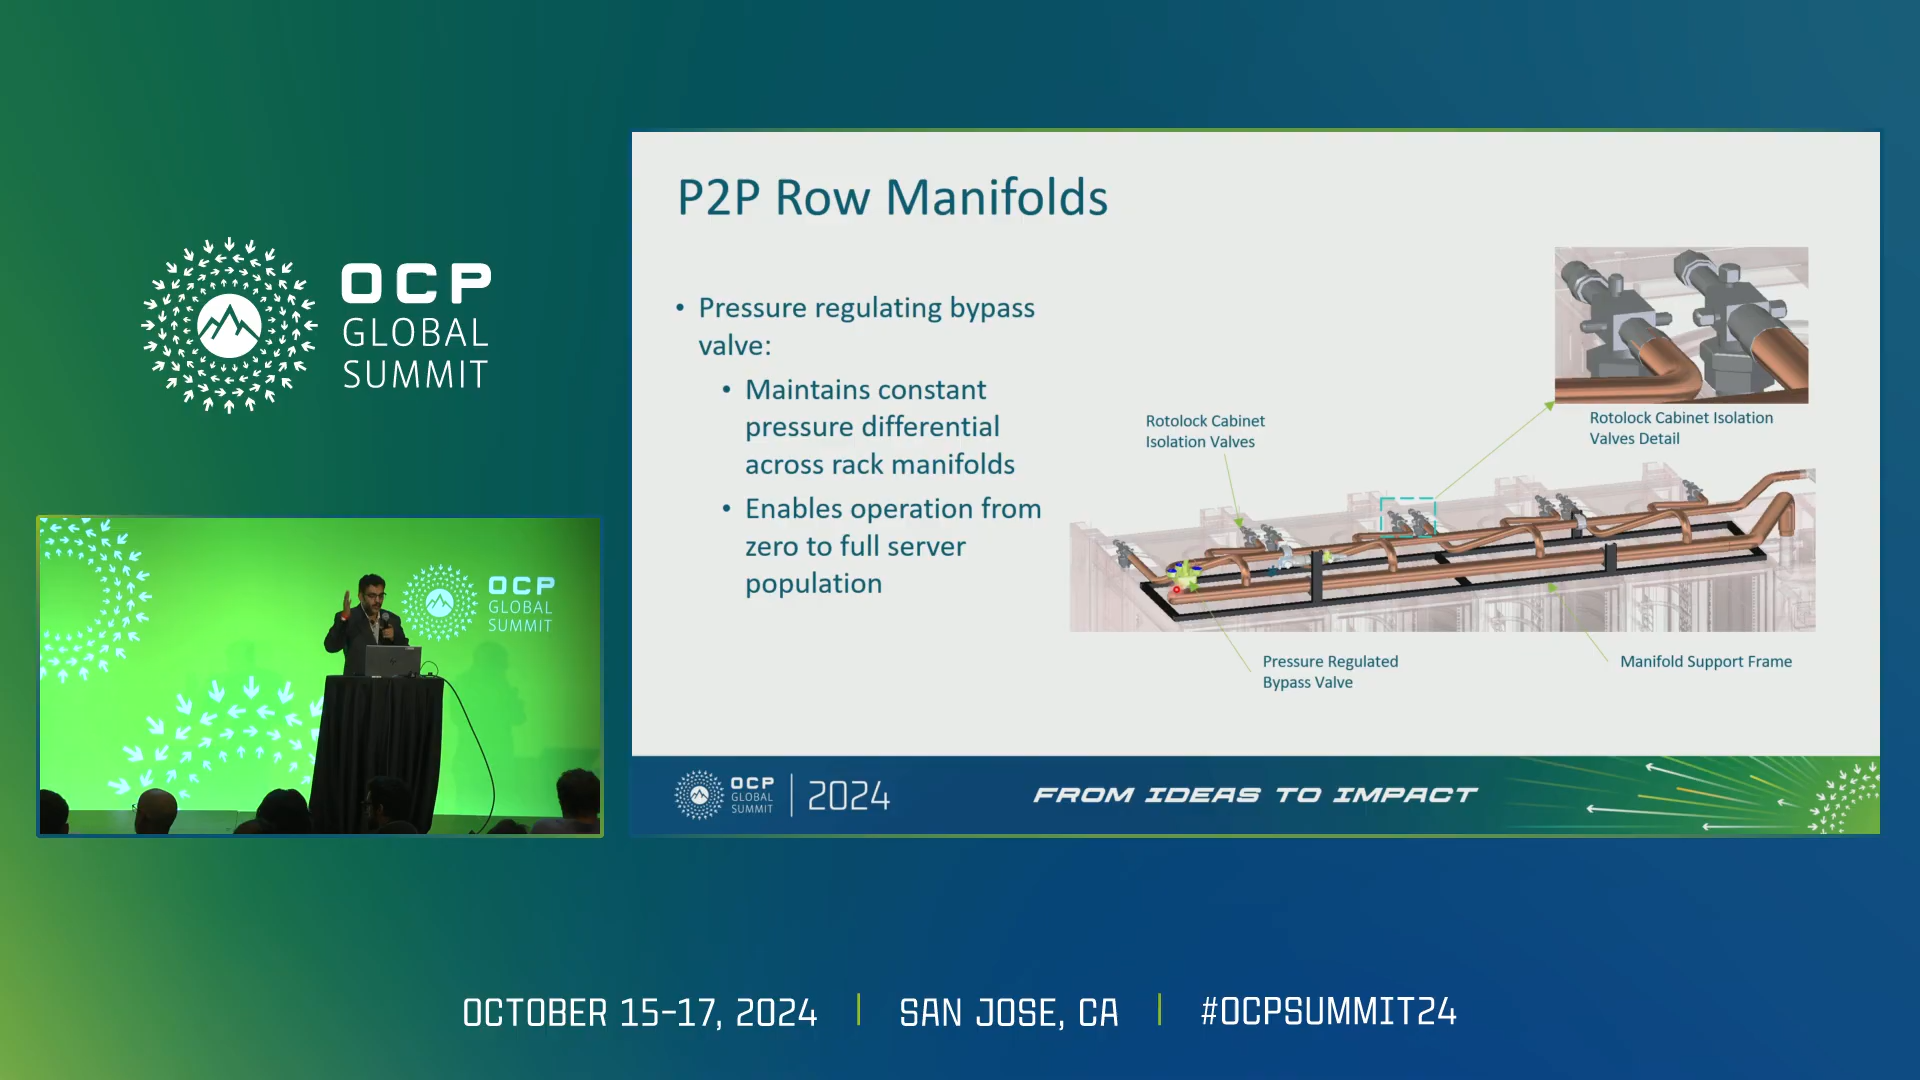 OCP
GLOBAL
SUMMIT
OCP
GLOBAL
SUMMIT
P2P Row Manifolds
• Pressure regulating bypass
valve:
• Maintains constant
pressure differential
across rack manifolds
• Enables operation from
zero to full server
population
Rotolock Cabinet
Isolation Valves
Rotolock Cabinet Isolation
Valves Detail
Pressure Regulated
Bypass Valve
Manifold Support Frame
OCP
GLOBAL
SUMMIT
2024
FROM IDEAS TO IMPACT
OCTOBER 15-17, 2024
SAN JOSE, CA
#OCPSUMMIT24